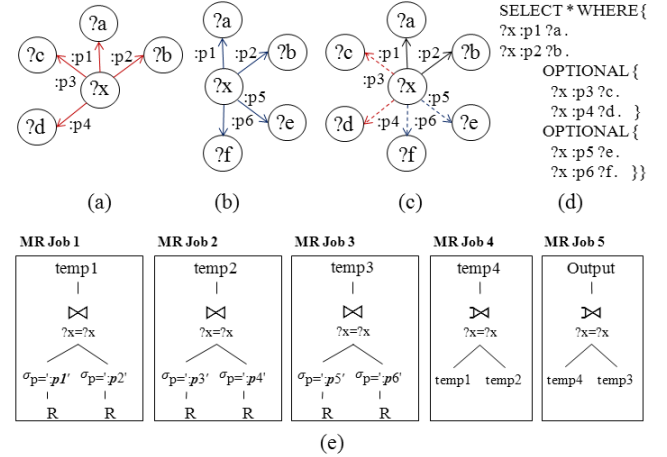 ?a
?c :p1 :p2 ?b
:p3 ?x
?d :p4
(a)
?a
:p1 :p2 ?b
?x
:p5
:p6 ?e
?f
(b)
?a
?c :p1 :p2 ?b
:p3 ?x
:p5
?d :p4 :p6 ?e
?f
(c)
SELECT * WHERE{
?x :p1 ?a .
?x :p2 ?b .
OPTIONAL {
?x :p3 ?c .
?x :p4 ?d . }
OPTIONAL {
?x :p5 ?e .
?x :p6 ?f . }}
(d)
MR Job 1
temp1
⋈
?x=?x
σp=':p1' σp=':p2'
R R
MR Job 2
temp2
⋈
?x=?x
σp=':p3' σp=':p4'
R R
MR Job 3
temp3
⋈
?x=?x
σp=':p5' σp=':p6'
R R
MR Job 4
temp4
⟕
?x=?x
temp1 temp2
MR Job 5
Output
⟕
?x=?x
temp4 temp3
(e)